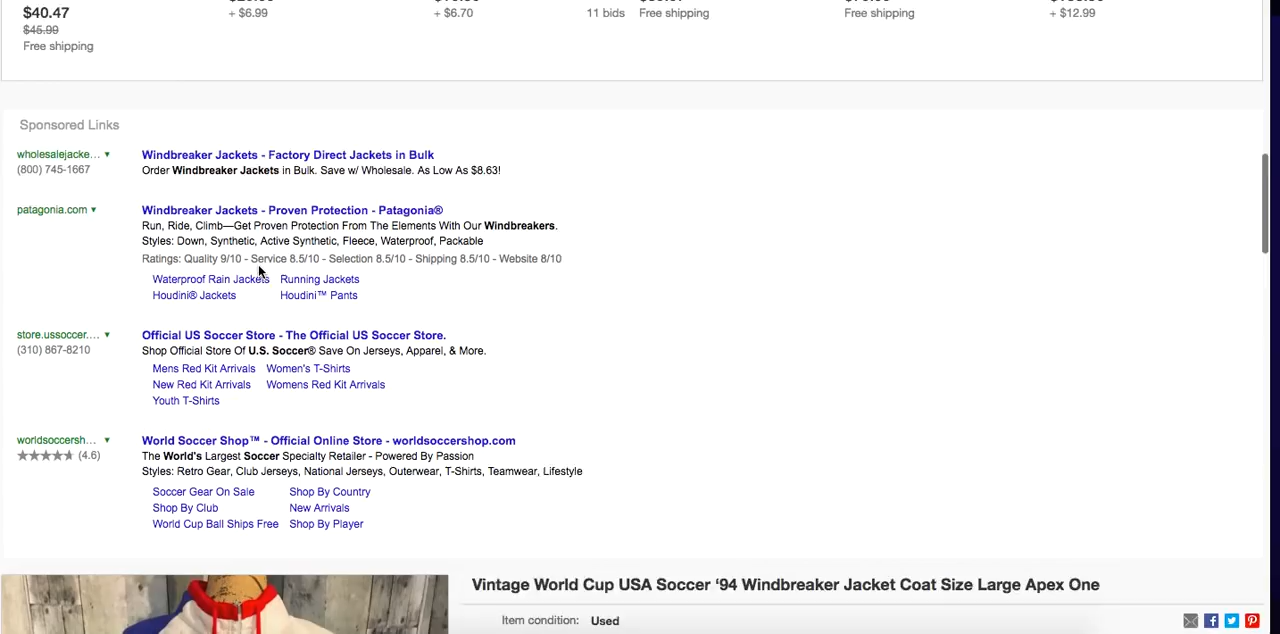 $40.47
+ $6.99
+ $6.70
11 bids
Free shipping
Free shipping
+ $12.99
$45.99
Free shipping
Sponsored Links
wholesalejacke... ▼
(800) 745-1667
Windbreaker Jackets - Factory Direct Jackets in Bulk
Order Windbreaker Jackets in Bulk. Save w/ Wholesale. As Low As $8.63!
patagonia.com ▼
Windbreaker Jackets - Proven Protection - Patagonia®
Run, Ride, Climb—Get Proven Protection From The Elements With Our Windbreakers.
Styles: Down, Synthetic, Active Synthetic, Fleece, Waterproof, Packable
Ratings: Quality 9/10 - Service 8.5/10 - Selection 8.5/10 - Shipping 8.5/10 - Website 8/10
Waterproof Rain Jackets Running Jackets
Houdini® Jackets Houdini™ Pants
store.ussoccer.... ▼
(310) 867-8210
Official US Soccer Store - The Official US Soccer Store.
Shop Official Store Of U.S. Soccer® Save On Jerseys, Apparel, & More.
Mens Red Kit Arrivals Women's T-Shirts
New Red Kit Arrivals Womens Red Kit Arrivals
Youth T-Shirts
worldsoccersh... ▼
★★★★★ (4.6)
World Soccer Shop™ - Official Online Store - worldsoccershop.com
The World's Largest Soccer Specialty Retailer - Powered By Passion
Styles: Retro Gear, Club Jerseys, National Jerseys, Outerwear, T-Shirts, Teamwear, Lifestyle
Soccer Gear On Sale Shop By Country
Shop By Club New Arrivals
World Cup Ball Ships Free Shop By Player
Vintage World Cup USA Soccer ‘94 Windbreaker Jacket Coat Size Large Apex One
Item condition: Used